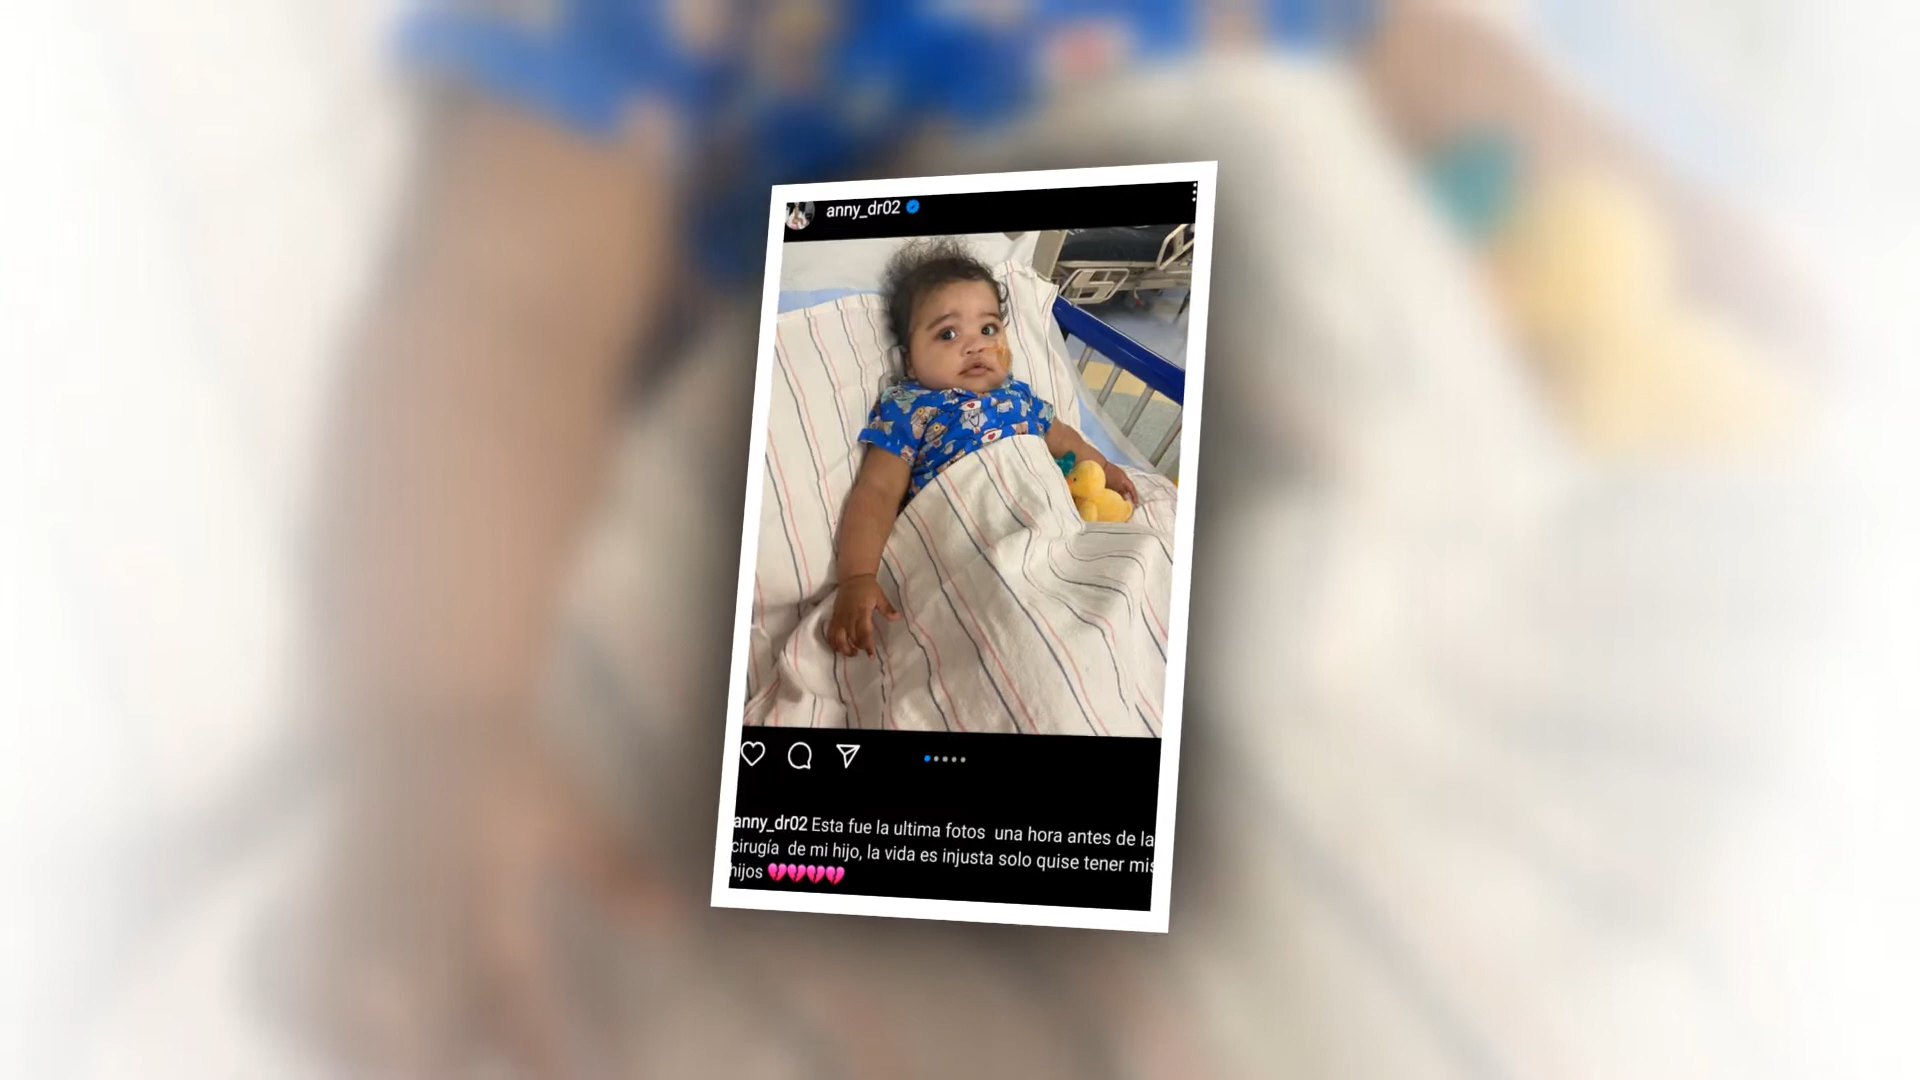 anny_dr02
anny_dr02 Esta fue la ultima fotos una hora antes de la
cirugía de mi hijo, la vida es injusta solo quise tener mis
hijos 💔💔💔💔